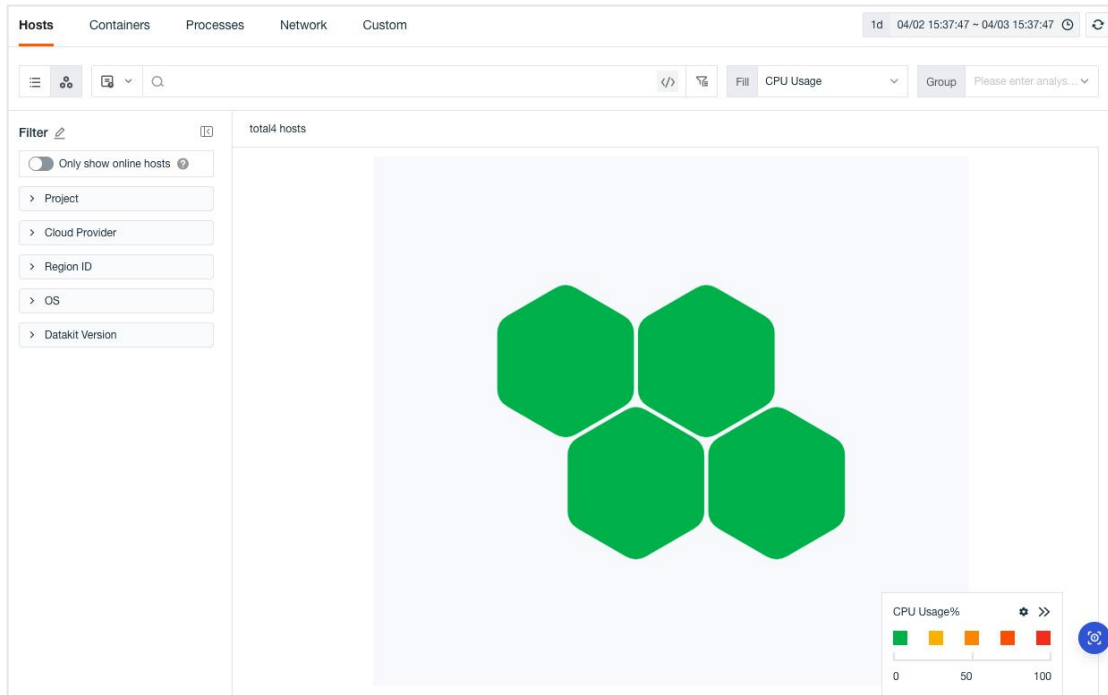 Hosts Containers Processes Network Custom
1d 04/02 15:37:47 ~ 04/03 15:37:47
</> Fill CPU Usage Group Please enter analys...
Filter
Only show online hosts ?
total4 hosts
Project
Cloud Provider
Region ID
OS
Datakit Version
CPU Usage%
0 50 100